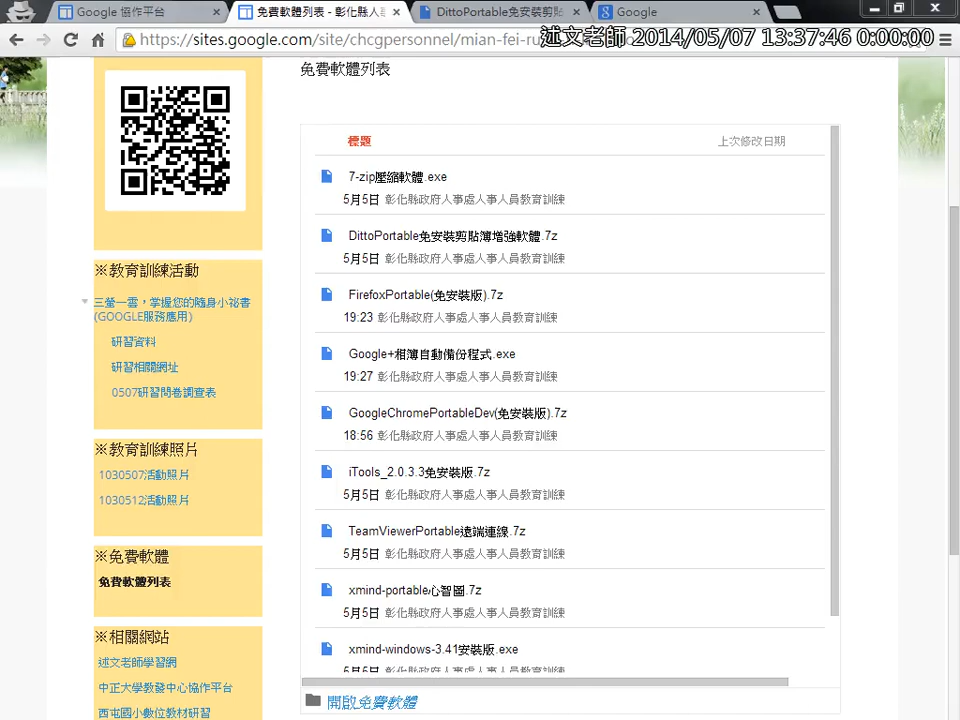 Google 協作平台
免費軟體列表 - 彰化縣人事
DittoPortable免安裝剪貼
Google
https://sites.google.com/site/chcgpersonnel/mian-fei-ru
述文老師 2014/05/07 13:37:46 0:00:00
免費軟體列表
標題
上次修改日期
7-zip壓縮軟體.exe
5月5日 彰化縣政府人事處人事人員教育訓練
DittoPortable免安裝剪貼簿增強軟體.7z
5月5日 彰化縣政府人事處人事人員教育訓練
FirefoxPortable(免安裝版).7z
19:23 彰化縣政府人事處人事人員教育訓練
Google+相簿自動備份程式.exe
19:27 彰化縣政府人事處人事人員教育訓練
GoogleChromePortableDev(免安裝版).7z
18:56 彰化縣政府人事處人事人員教育訓練
iTools_2.0.3.3免安裝版.7z
5月5日 彰化縣政府人事處人事人員教育訓練
TeamViewerPortable遠端連線.7z
5月5日 彰化縣政府人事處人事人員教育訓練
xmind-portable心智圖.7z
5月5日 彰化縣政府人事處人事人員教育訓練
xmind-windows-3.41安裝版.exe
5月5日 彰化縣政府人事處人事人員教育訓練
開啟免費軟體
※教育訓練活動
三螢一雲，掌握您的隨身小祕書
(GOOGLE服務應用)
研習資料
研習相關網址
0507研習問卷調查表
※教育訓練照片
1030507活動照片
1030512活動照片
※免費軟體
免費軟體列表
※相關網站
述文老師學習網
中正大學教發中心協作平台
西屯國小數位教材研習